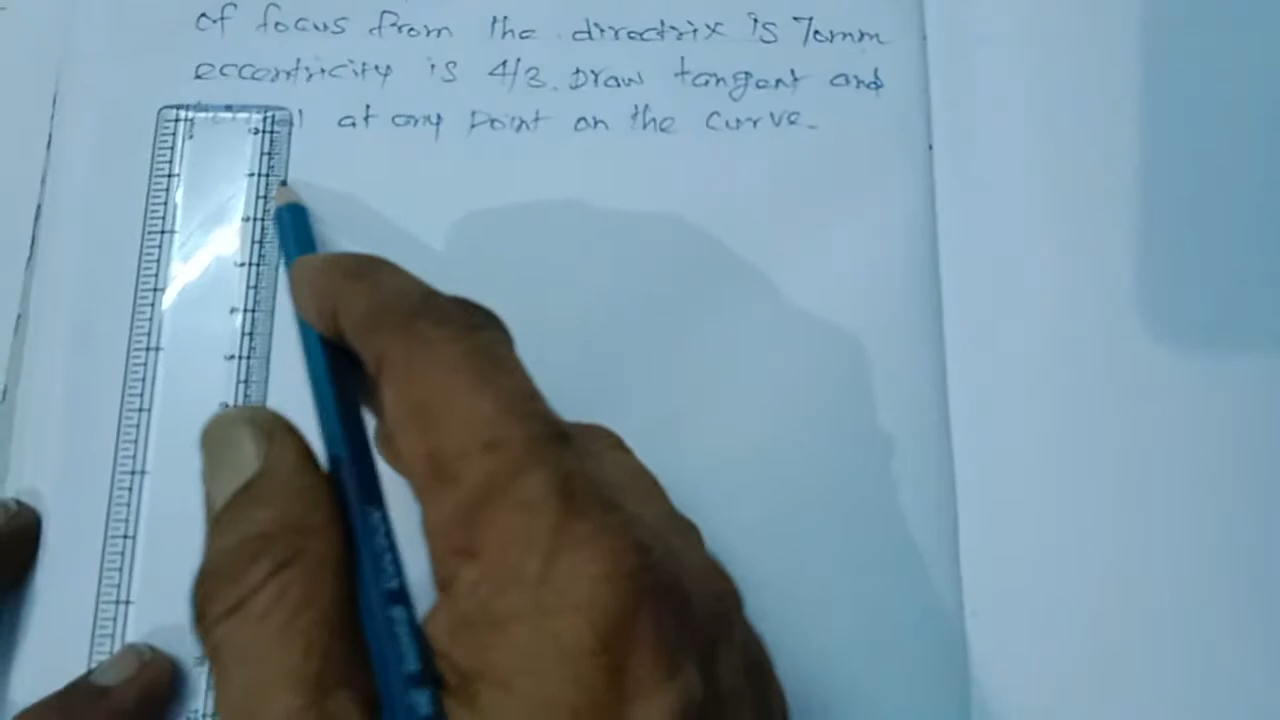 of focus from the directrix is 70mm
eccentricity is 4/3. Draw tangent and
at any point on the curve.